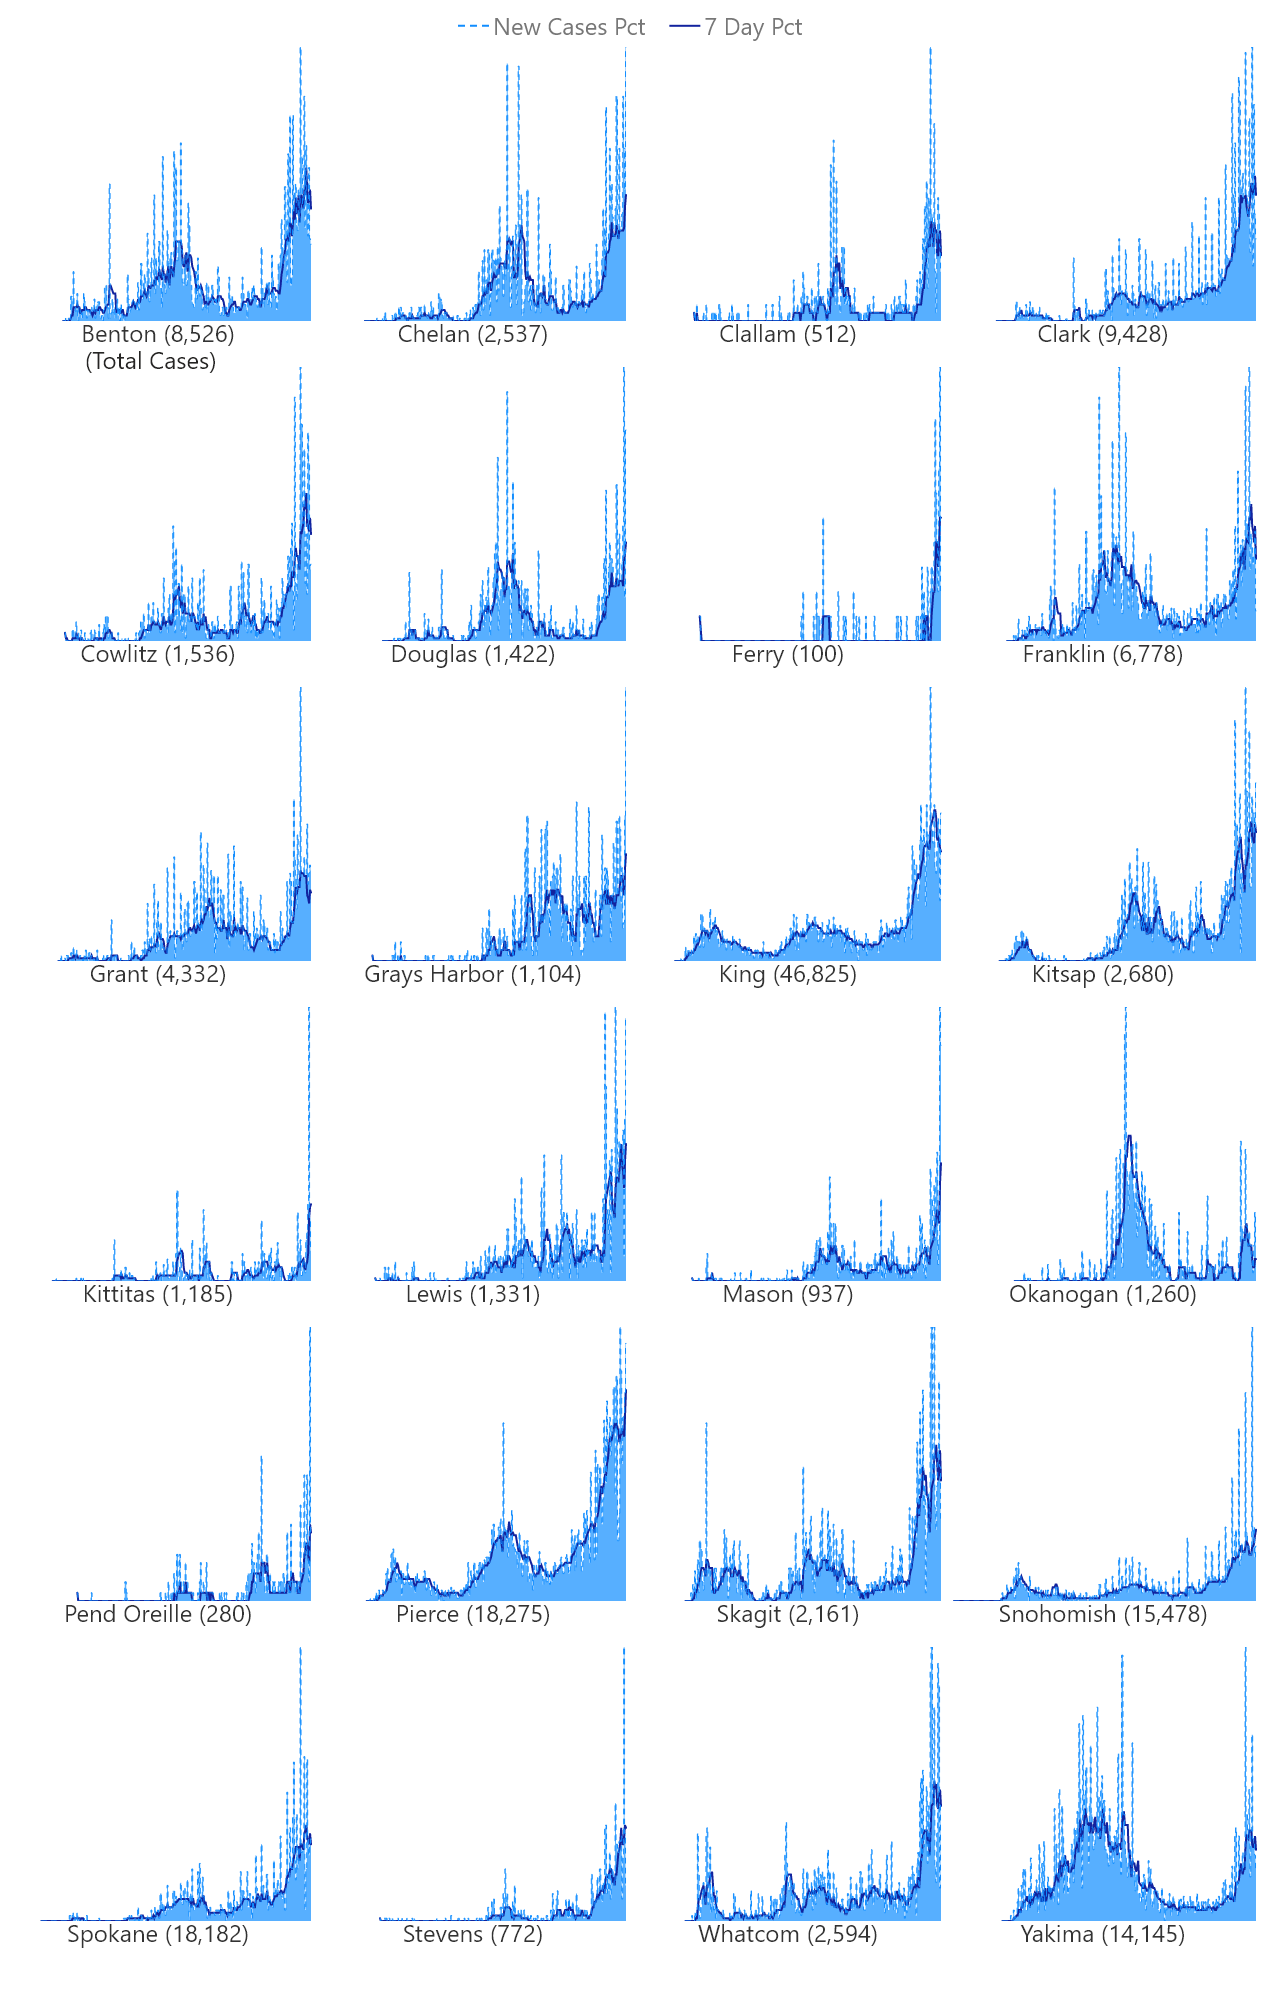 New Cases Pct 7 Day Pct
Benton (8,526) Chelan (2,537) Clallam (512) Clark (9,428)
(Total Cases)
Cowlitz (1,536) Douglas (1,422) Ferry (100) Franklin (6,778)
Grant (4,332) Grays Harbor (1,104) King (46,825) Kitsap (2,680)
Kittitas (1,185) Lewis (1,331) Mason (937) Okanogan (1,260)
Pend Oreille (280) Pierce (18,275) Skagit (2,161) Snohomish (15,478)
Spokane (18,182) Stevens (772) Whatcom (2,594) Yakima (14,145)